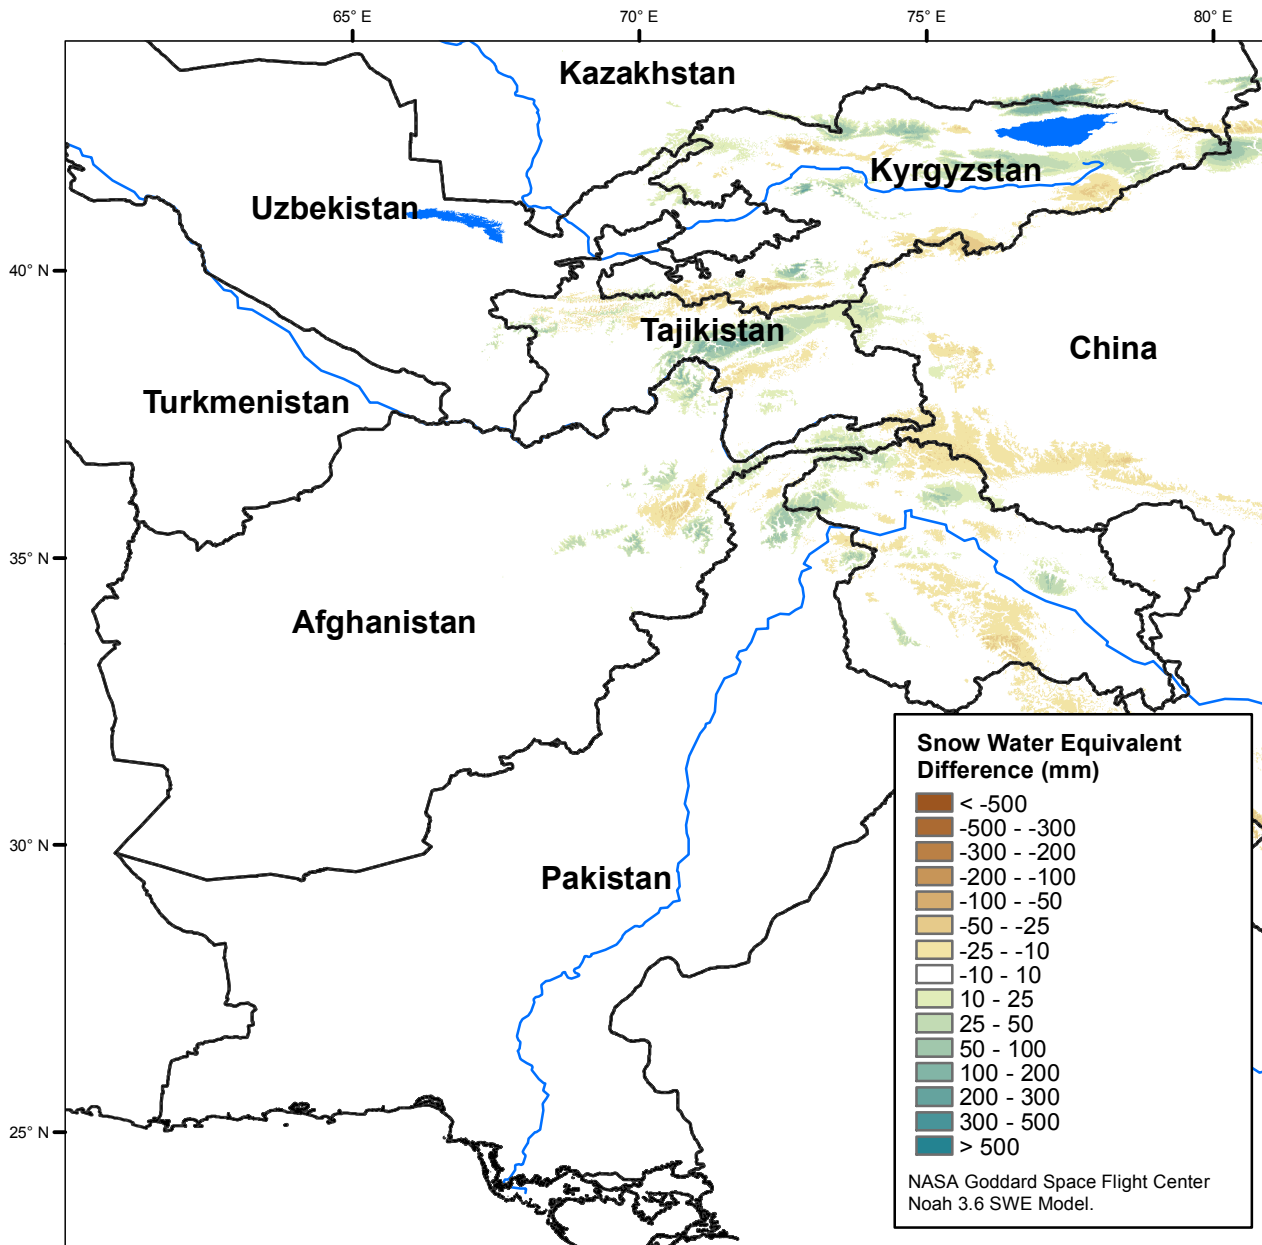 65° E
70° E
75° E
80° E
Kazakhstan
Kyrgyzstan
Uzbekistan
40° N
Tajikistan
China
Turkmenistan
35° N
Afghanistan
Snow Water Equivalent
Difference (mm)
< -500
-500 - -300
-300 - -200
-200 - -100
-100 - -50
-50 - -25
-25 - -10
-10 - 10
10 - 25
25 - 50
50 - 100
100 - 200
200 - 300
300 - 500
> 500
NASA Goddard Space Flight Center
Noah 3.6 SWE Model.
30° N
Pakistan
25° N